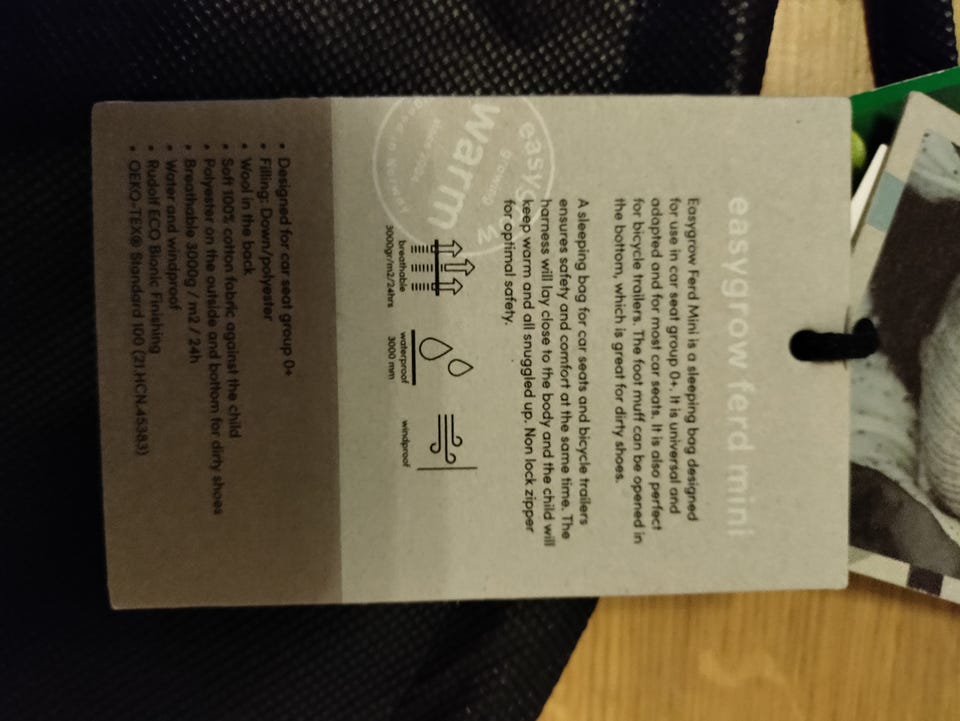 easygrow ferd mini
Easygrow Ferd Mini is a sleeping bag designed
for use in car seat group 0+. It is universal and
adapted and for most car seats. It is also perfect
for bicycle trailers. The foot muff can be opened in
the bottom, which is great for dirty shoes.
A sleeping bag for car seats and bicycle trailers
ensures safety and comfort at the same time. The
harness will lay close to the body and the child will
keep warm and all snuggled up. Non lock zipper
for optimal safety.
easyg
growing
warm
since 2006
breathable
3000gr/m2/24hrs
waterproof
3000 mm
windproof
• Designed for car seat group 0+
• Filling: Down/polyester
• Wool in the back
• Soft 100% cotton fabric against the child
• Polyester on the outside and bottom for dirty shoes
• Breathable 3000g / m2 / 24h
• Water and windproof
• Rudolf ECO Bionic Finishing
• OEKO-TEX® Standard 100 (21.HCN.45383)